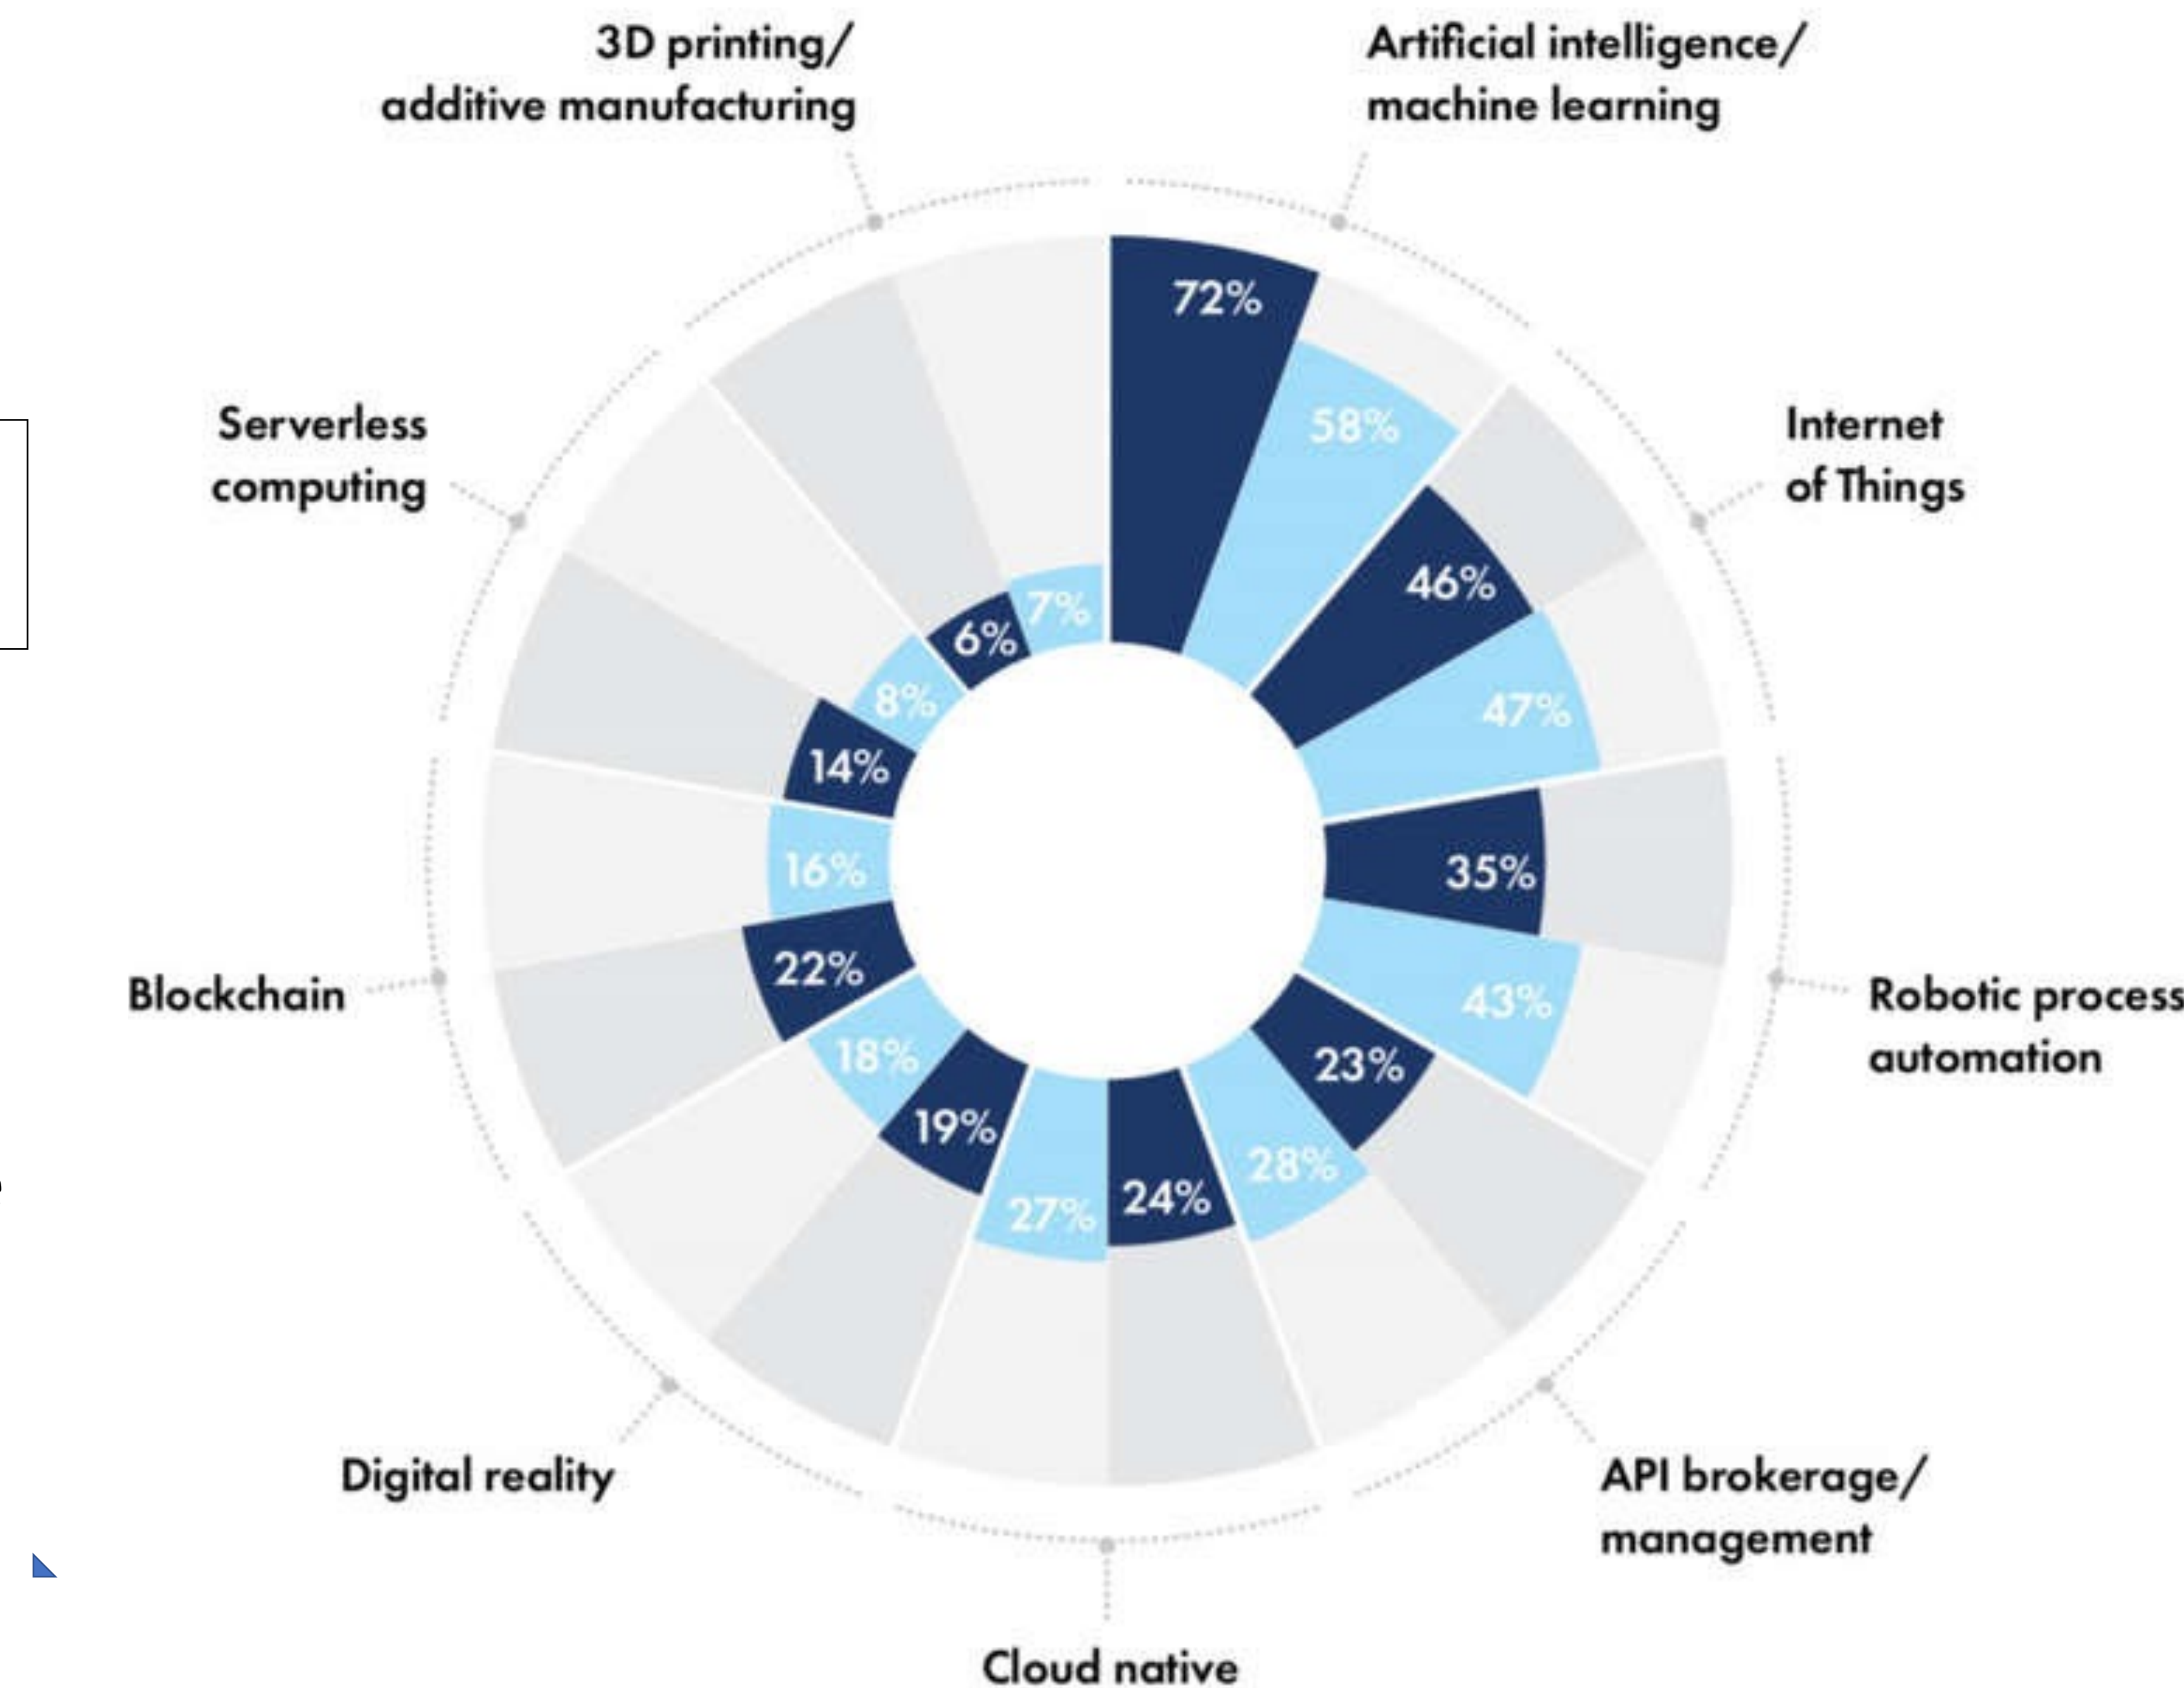 3D printing/
additive manufacturing
Artificial intelligence/
machine learning
72%
58%
Internet
of Things
46%
47%
Robotic process
automation
35%
43%
API brokerage/
management
23%
28%
Cloud native
24%
27%
Digital reality
19%
18%
Blockchain
22%
16%
Serverless
computing
14%
8%
6%
7%